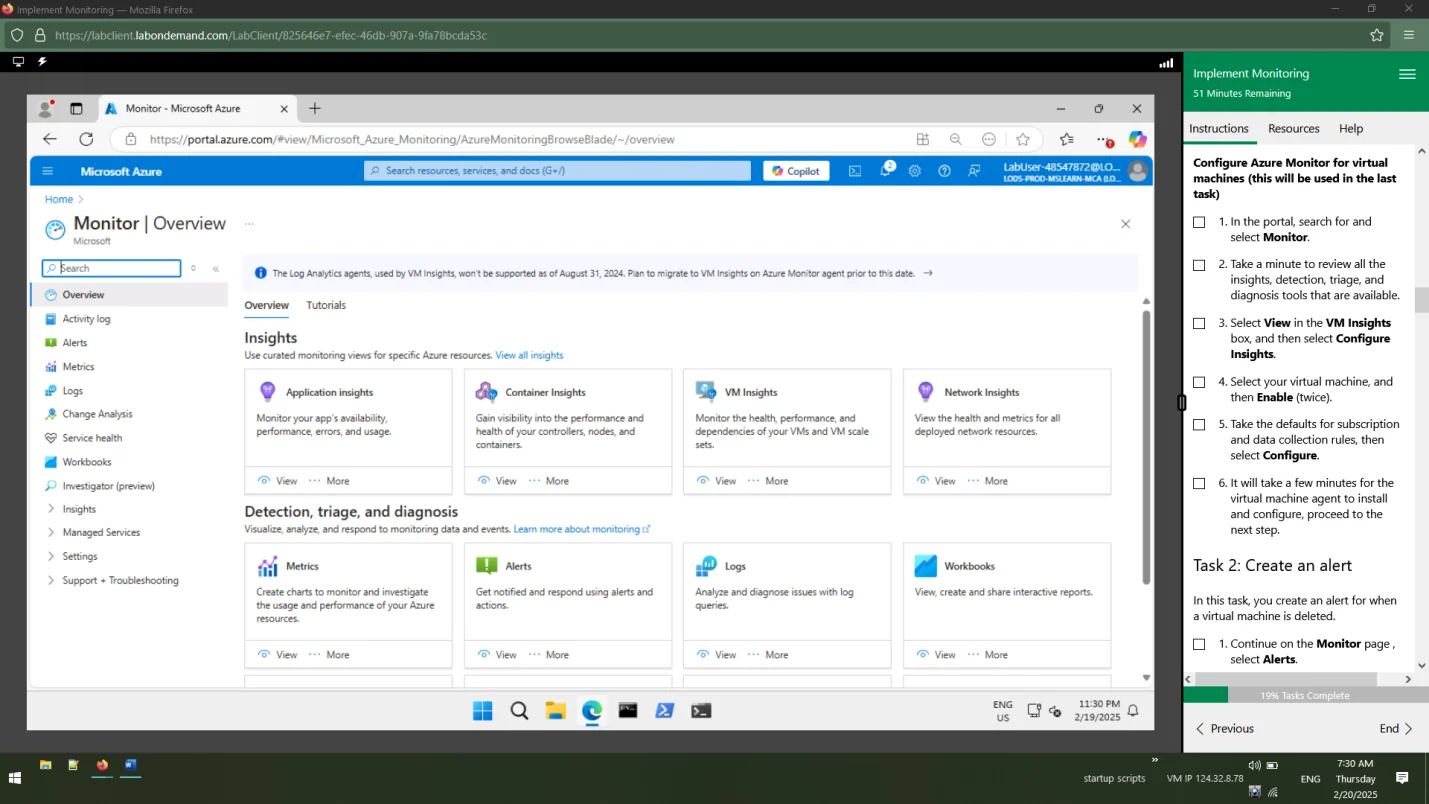 Implement Monitoring — Mozilla Firefox
https://labclient.labondemand.com/LabClient/825646e7-efec-46db-907a-9fa78bcda53c
Monitor - Microsoft Azure
https://portal.azure.com/#view/Microsoft_Azure_Monitoring/AzureMonitoringBrowseBlade/~/overview
Microsoft Azure
Search resources, services, and docs (G+/)
Copilot
2
LabUser-48547872@LO...
LODS-PROD-MSLEARN-MCA (LO...
Home
Monitor | Overview
...
Microsoft
Search
Overview
Activity log
Alerts
Metrics
Logs
Change Analysis
Service health
Workbooks
Investigator (preview)
Insights
Managed Services
Settings
Support + Troubleshooting
The Log Analytics agents, used by VM Insights, won't be supported as of August 31, 2024. Plan to migrate to VM Insights on Azure Monitor agent prior to this date. →
Overview
Tutorials
Insights
Use curated monitoring views for specific Azure resources. View all insights
Application insights
Monitor your app's availability,
performance, errors, and usage.
View
··· More
Container Insights
Gain visibility into the performance and
health of your controllers, nodes, and
containers.
View
··· More
VM Insights
Monitor the health, performance, and
dependencies of your VMs and VM scale
sets.
View
··· More
Network Insights
View the health and metrics for all
deployed network resources.
View
··· More
Detection, triage, and diagnosis
Visualize, analyze, and respond to monitoring data and events. Learn more about monitoring
Metrics
Create charts to monitor and investigate
the usage and performance of your Azure
resources.
View
··· More
Alerts
Get notified and respond using alerts and
actions.
View
··· More
Logs
Analyze and diagnose issues with log
queries.
View
··· More
Workbooks
View, create and share interactive reports.
View
··· More
ENG
US
11:30 PM
2/19/2025
Implement Monitoring
51 Minutes Remaining
Instructions
Resources
Help
Configure Azure Monitor for virtual
machines (this will be used in the last
task)
1. In the portal, search for and
select Monitor.
2. Take a minute to review all the
insights, detection, triage, and
diagnosis tools that are available.
3. Select View in the VM Insights
box, and then select Configure
Insights.
4. Select your virtual machine, and
then Enable (twice).
5. Take the defaults for subscription
and data collection rules, then
select Configure.
6. It will take a few minutes for the
virtual machine agent to install
and configure, proceed to the
next step.
Task 2: Create an alert
In this task, you create an alert for when
a virtual machine is deleted.
1. Continue on the Monitor page ,
select Alerts.
19% Tasks Complete
Previous
End
startup scripts
VM IP 124.32.8.78
ENG
7:30 AM
Thursday
2/20/2025